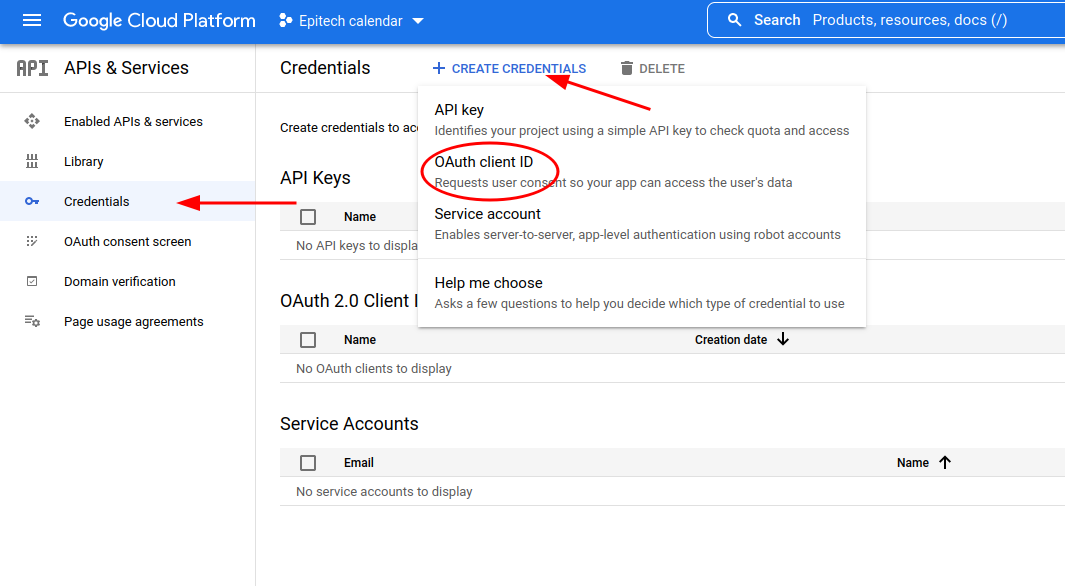 Google Cloud Platform
Epitech calendar
Search Products, resources, docs (/)
API APIs & Services
Credentials
CREATE CREDENTIALS
DELETE
Enabled APIs & services
Library
Credentials
OAuth consent screen
Domain verification
Page usage agreements
API key
Identifies your project using a simple API key to check quota and access
OAuth client ID
Requests user consent so your app can access the user's data
Service account
Enables server-to-server, app-level authentication using robot accounts
Help me choose
Asks a few questions to help you decide which type of credential to use
Create credentials to acc
API Keys
Name
No API keys to displa
OAuth 2.0 Client I
Name Creation date
No OAuth clients to display
Service Accounts
Email Name
No service accounts to display